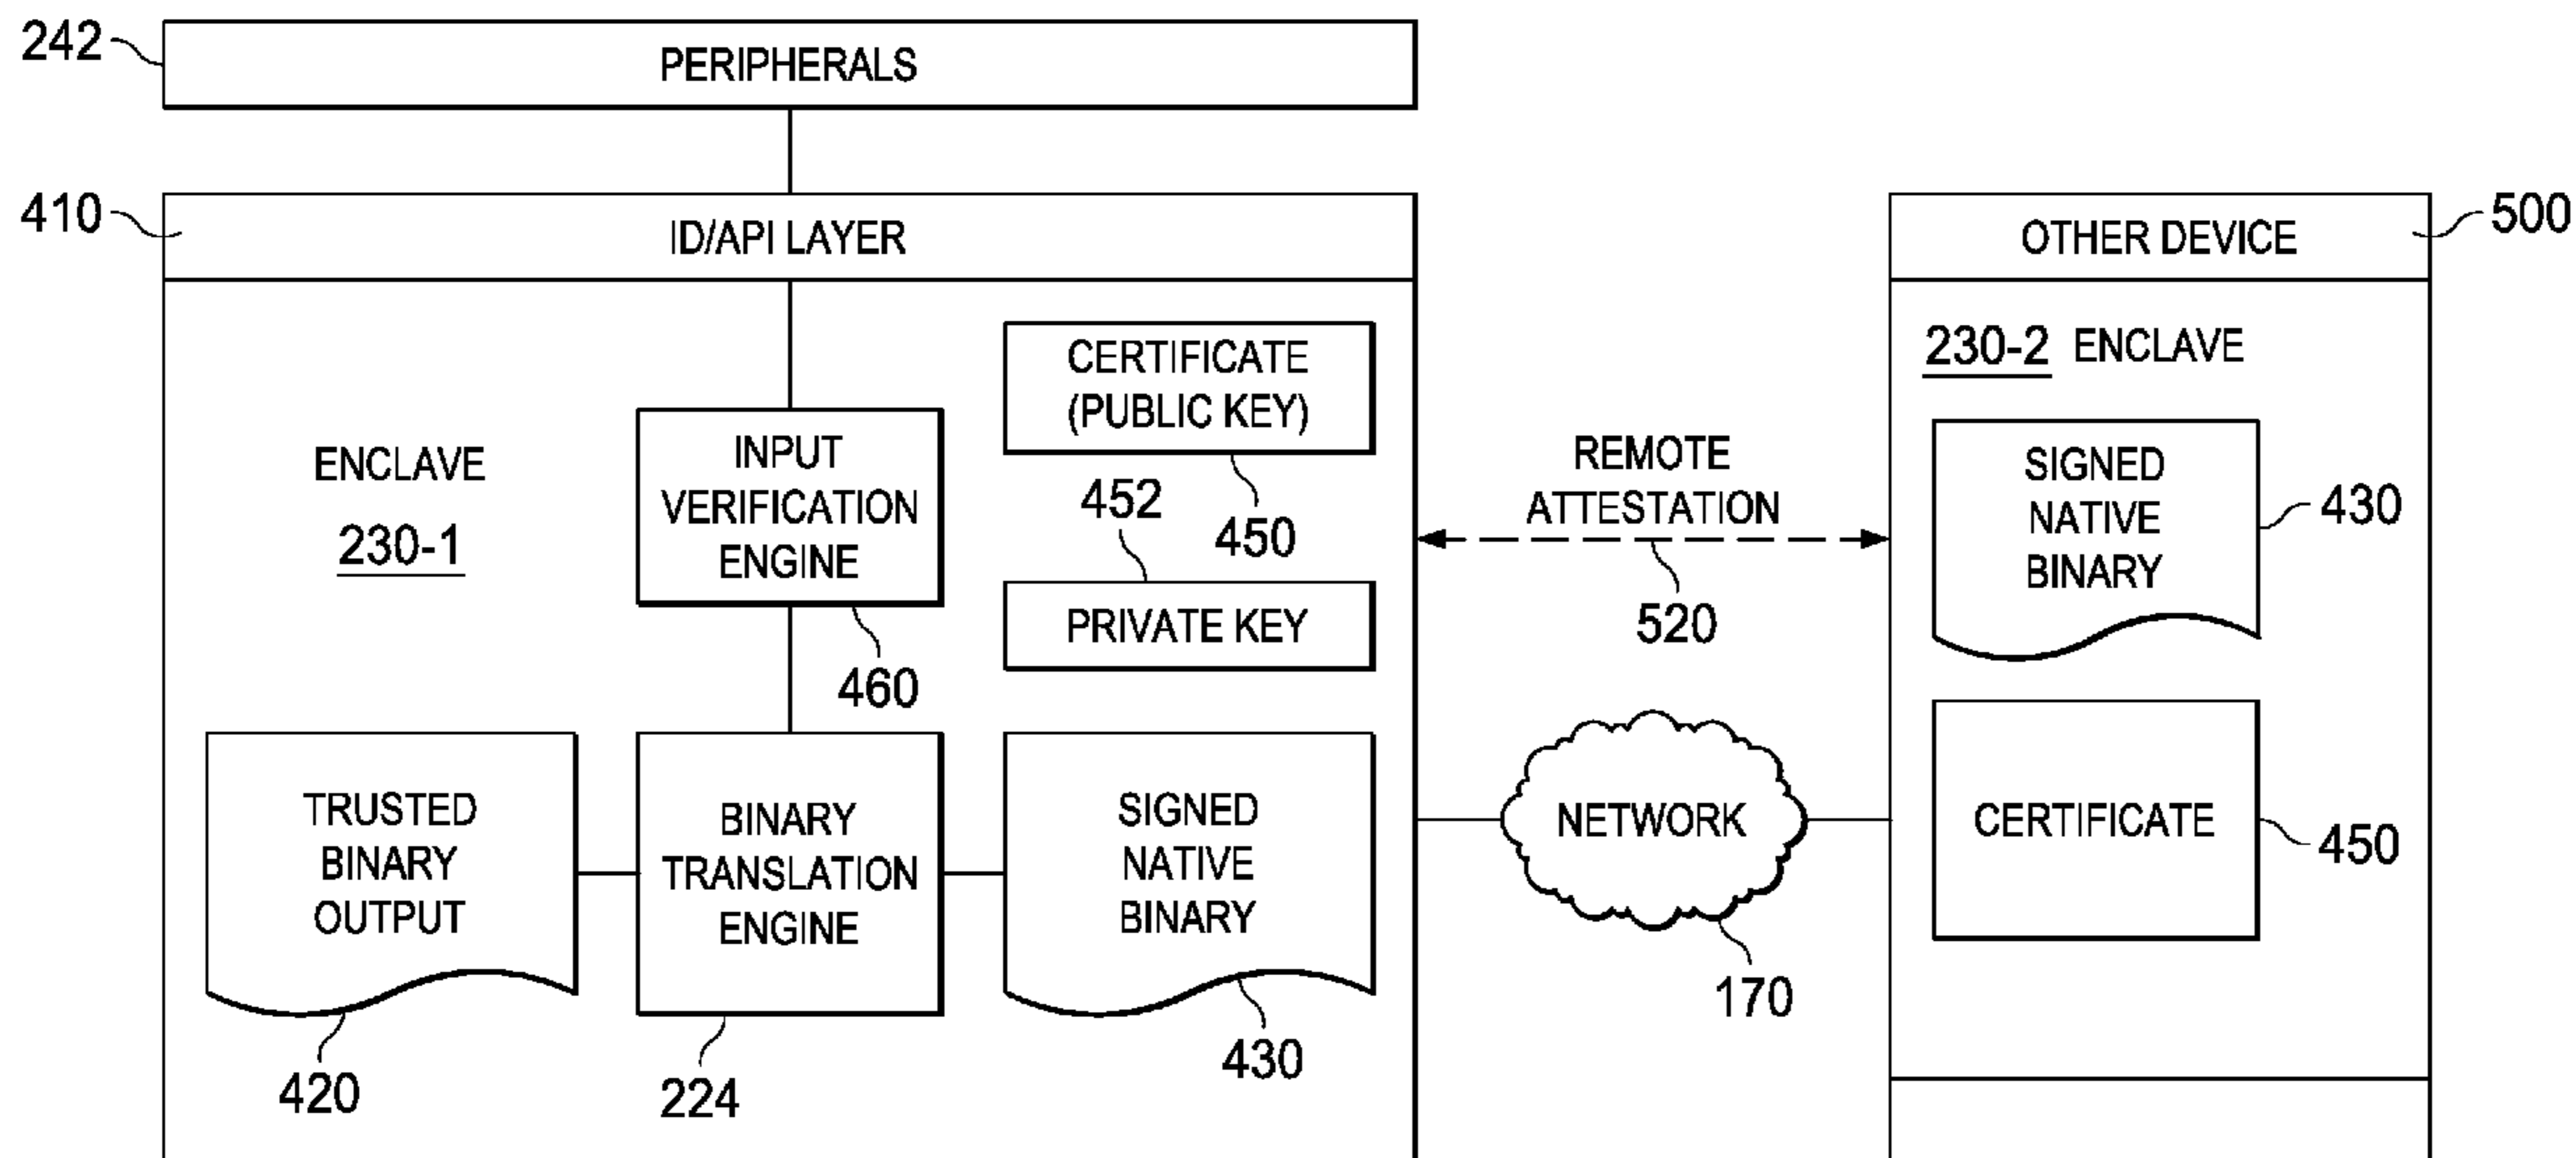 242
PERIPHERALS
410
ID/API LAYER
ENCLAVE
230-1
INPUT
VERIFICATION
ENGINE
460
CERTIFICATE
(PUBLIC KEY)
450
452
PRIVATE KEY
TRUSTED
BINARY
OUTPUT
420
BINARY
TRANSLATION
ENGINE
224
SIGNED
NATIVE
BINARY
430
REMOTE
ATTESTATION
520
NETWORK
170
OTHER DEVICE
500
230-2 ENCLAVE
SIGNED
NATIVE
BINARY
430
CERTIFICATE
450